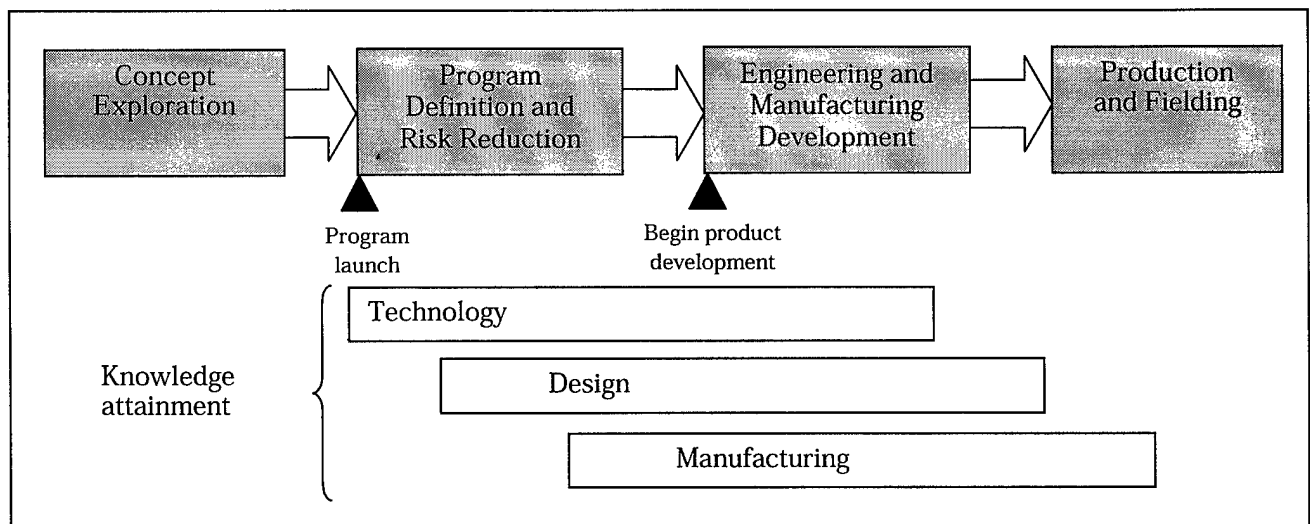 Concept
Exploration
Program
Definition and
Risk Reduction
Engineering and
Manufacturing
Development
Production
and Fielding
Program
launch
Begin product
development
Knowledge
attainment
Technology
Design
Manufacturing